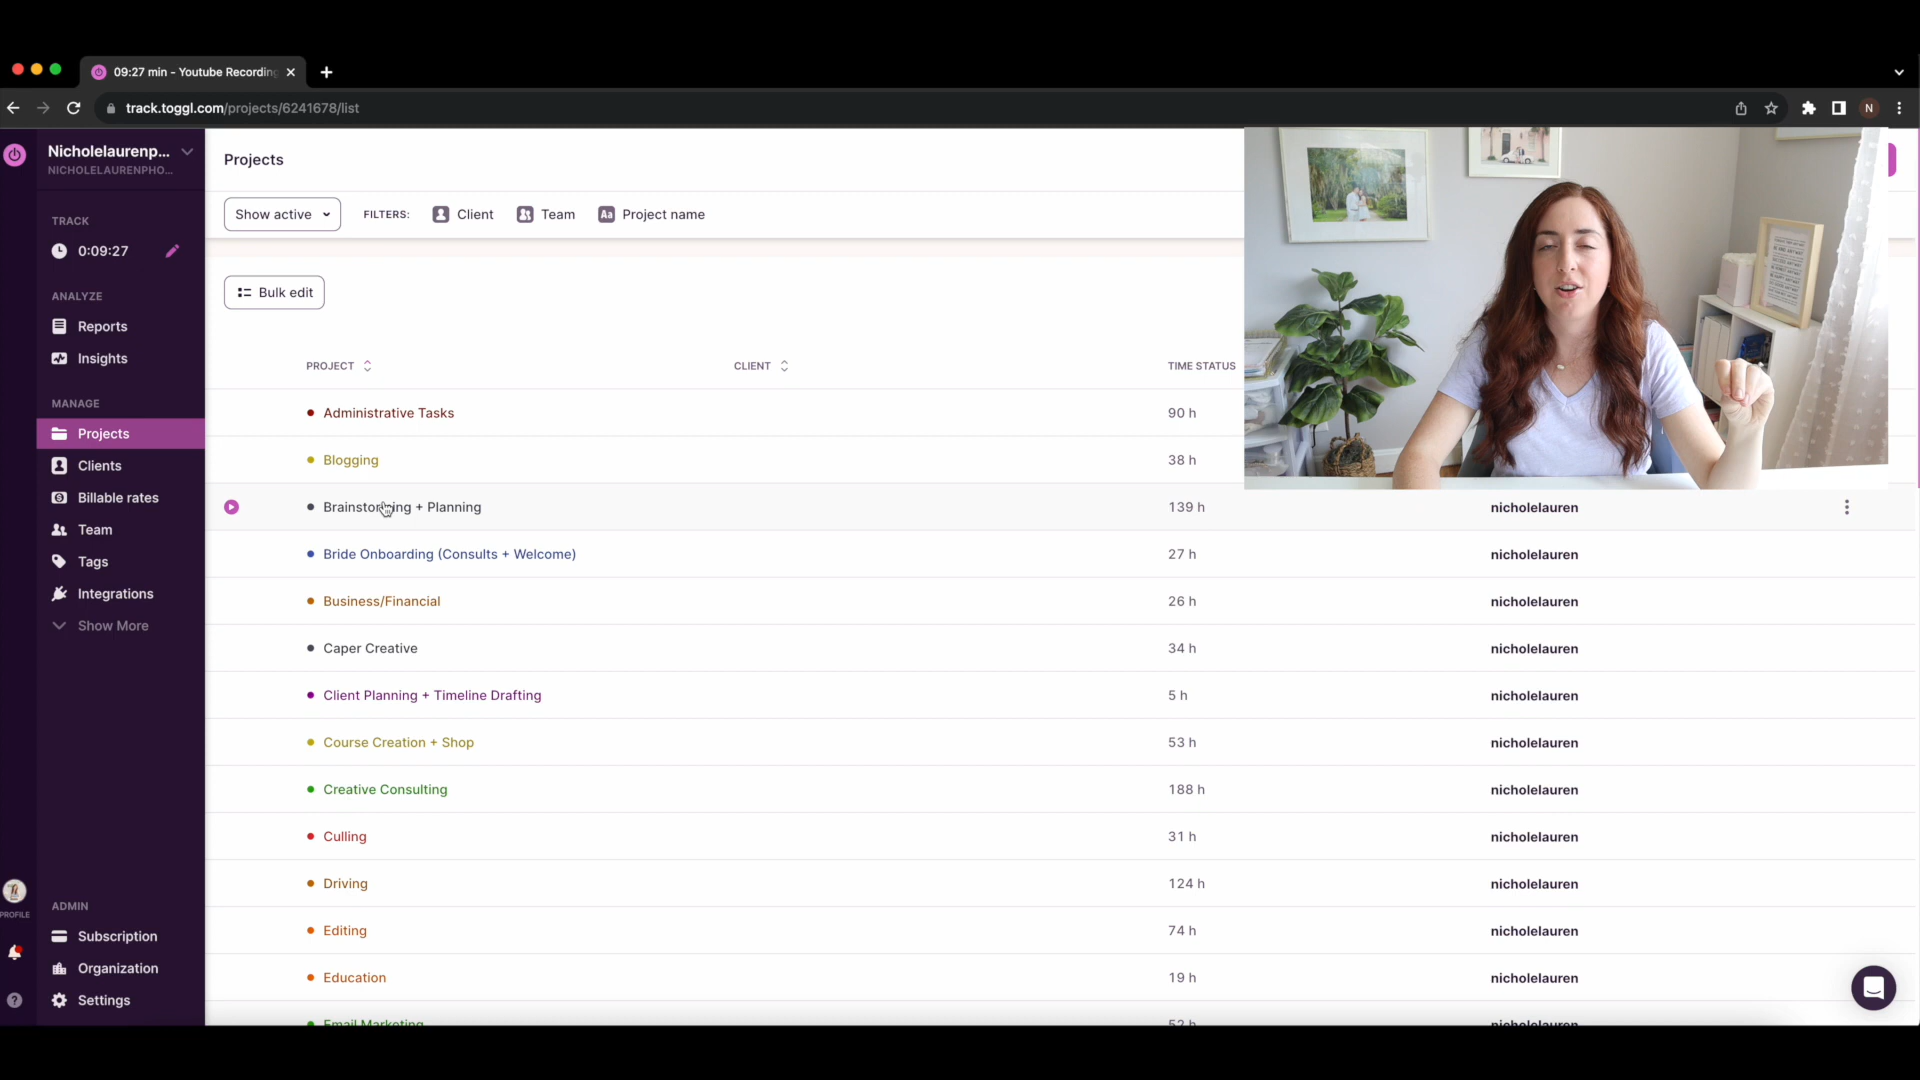 09:27 min - Youtube Recording
track.toggl.com/projects/6241678/list
N
Nicholelaurenp...
NICHOLELAURENPHO...
TRACK
0:09:27
ANALYZE
Reports
Insights
MANAGE
Projects
Clients
Billable rates
Team
Tags
Integrations
Show More
PROFILE
ADMIN
Subscription
Organization
Settings
Projects
Show active
FILTERS:
Client
Team
Aa
Project name
Bulk edit
PROJECT
CLIENT
TIME STATUS
Administrative Tasks
90 h
Blogging
38 h
Brainstorming + Planning
139 h
nicholelauren
Bride Onboarding (Consults + Welcome)
27 h
nicholelauren
Business/Financial
26 h
nicholelauren
Caper Creative
34 h
nicholelauren
Client Planning + Timeline Drafting
5 h
nicholelauren
Course Creation + Shop
53 h
nicholelauren
Creative Consulting
188 h
nicholelauren
Culling
31 h
nicholelauren
Driving
124 h
nicholelauren
Editing
74 h
nicholelauren
Education
19 h
nicholelauren
Email Marketing
52 h
nicholelauren